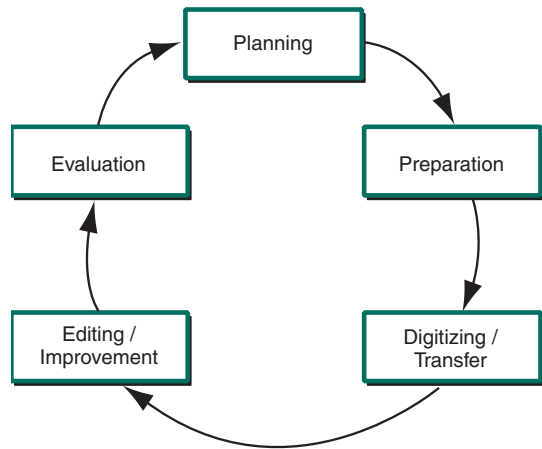 Planning
Preparation
Digitizing /
Transfer
Editing /
Improvement
Evaluation